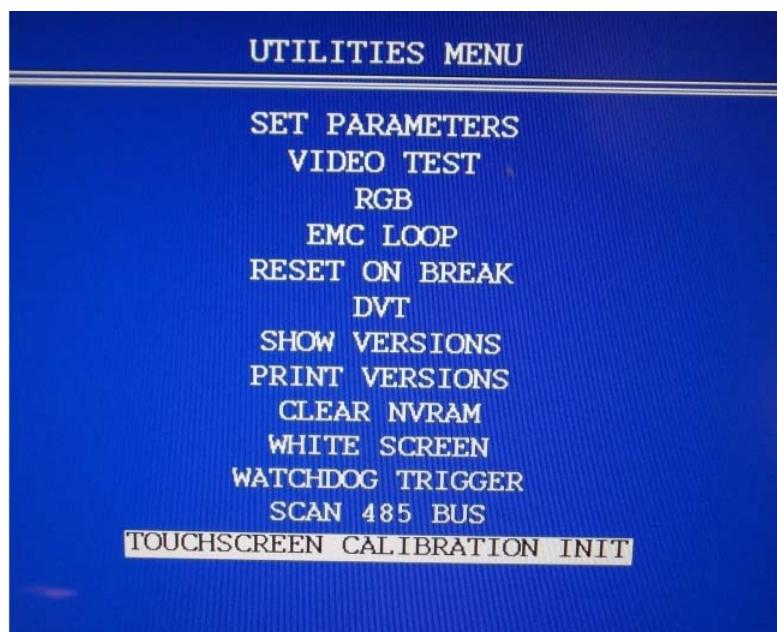 UTILITIES MENU
SET PARAMETERS
VIDEO TEST
RGB
EMC LOOP
RESET ON BREAK
DVT
SHOW VERSIONS
PRINT VERSIONS
CLEAR NVRAM
WHITE SCREEN
WATCHDOG TRIGGER
SCAN 485 BUS
TOUCHSCREEN CALIBRATION INIT